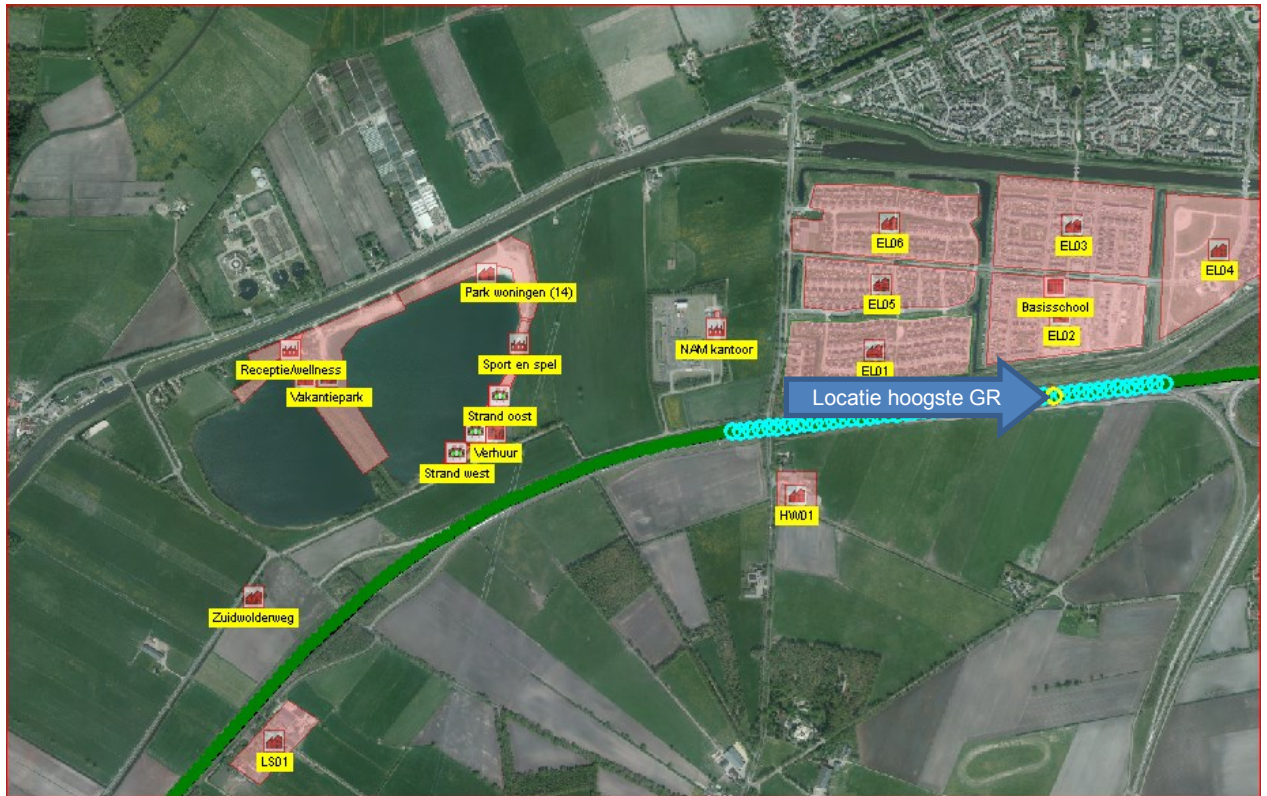 EL06
EL03
EL04
Park woningen (14)
EL05
Basisschool
EL02
NAM kantoor
Sport en spel
Receptie/wellness
EL01
Vakantiepark
Locatie hoogste GR
Strand oost
Verhuur
Strand west
HW01
Zuidwolderweg
LS01